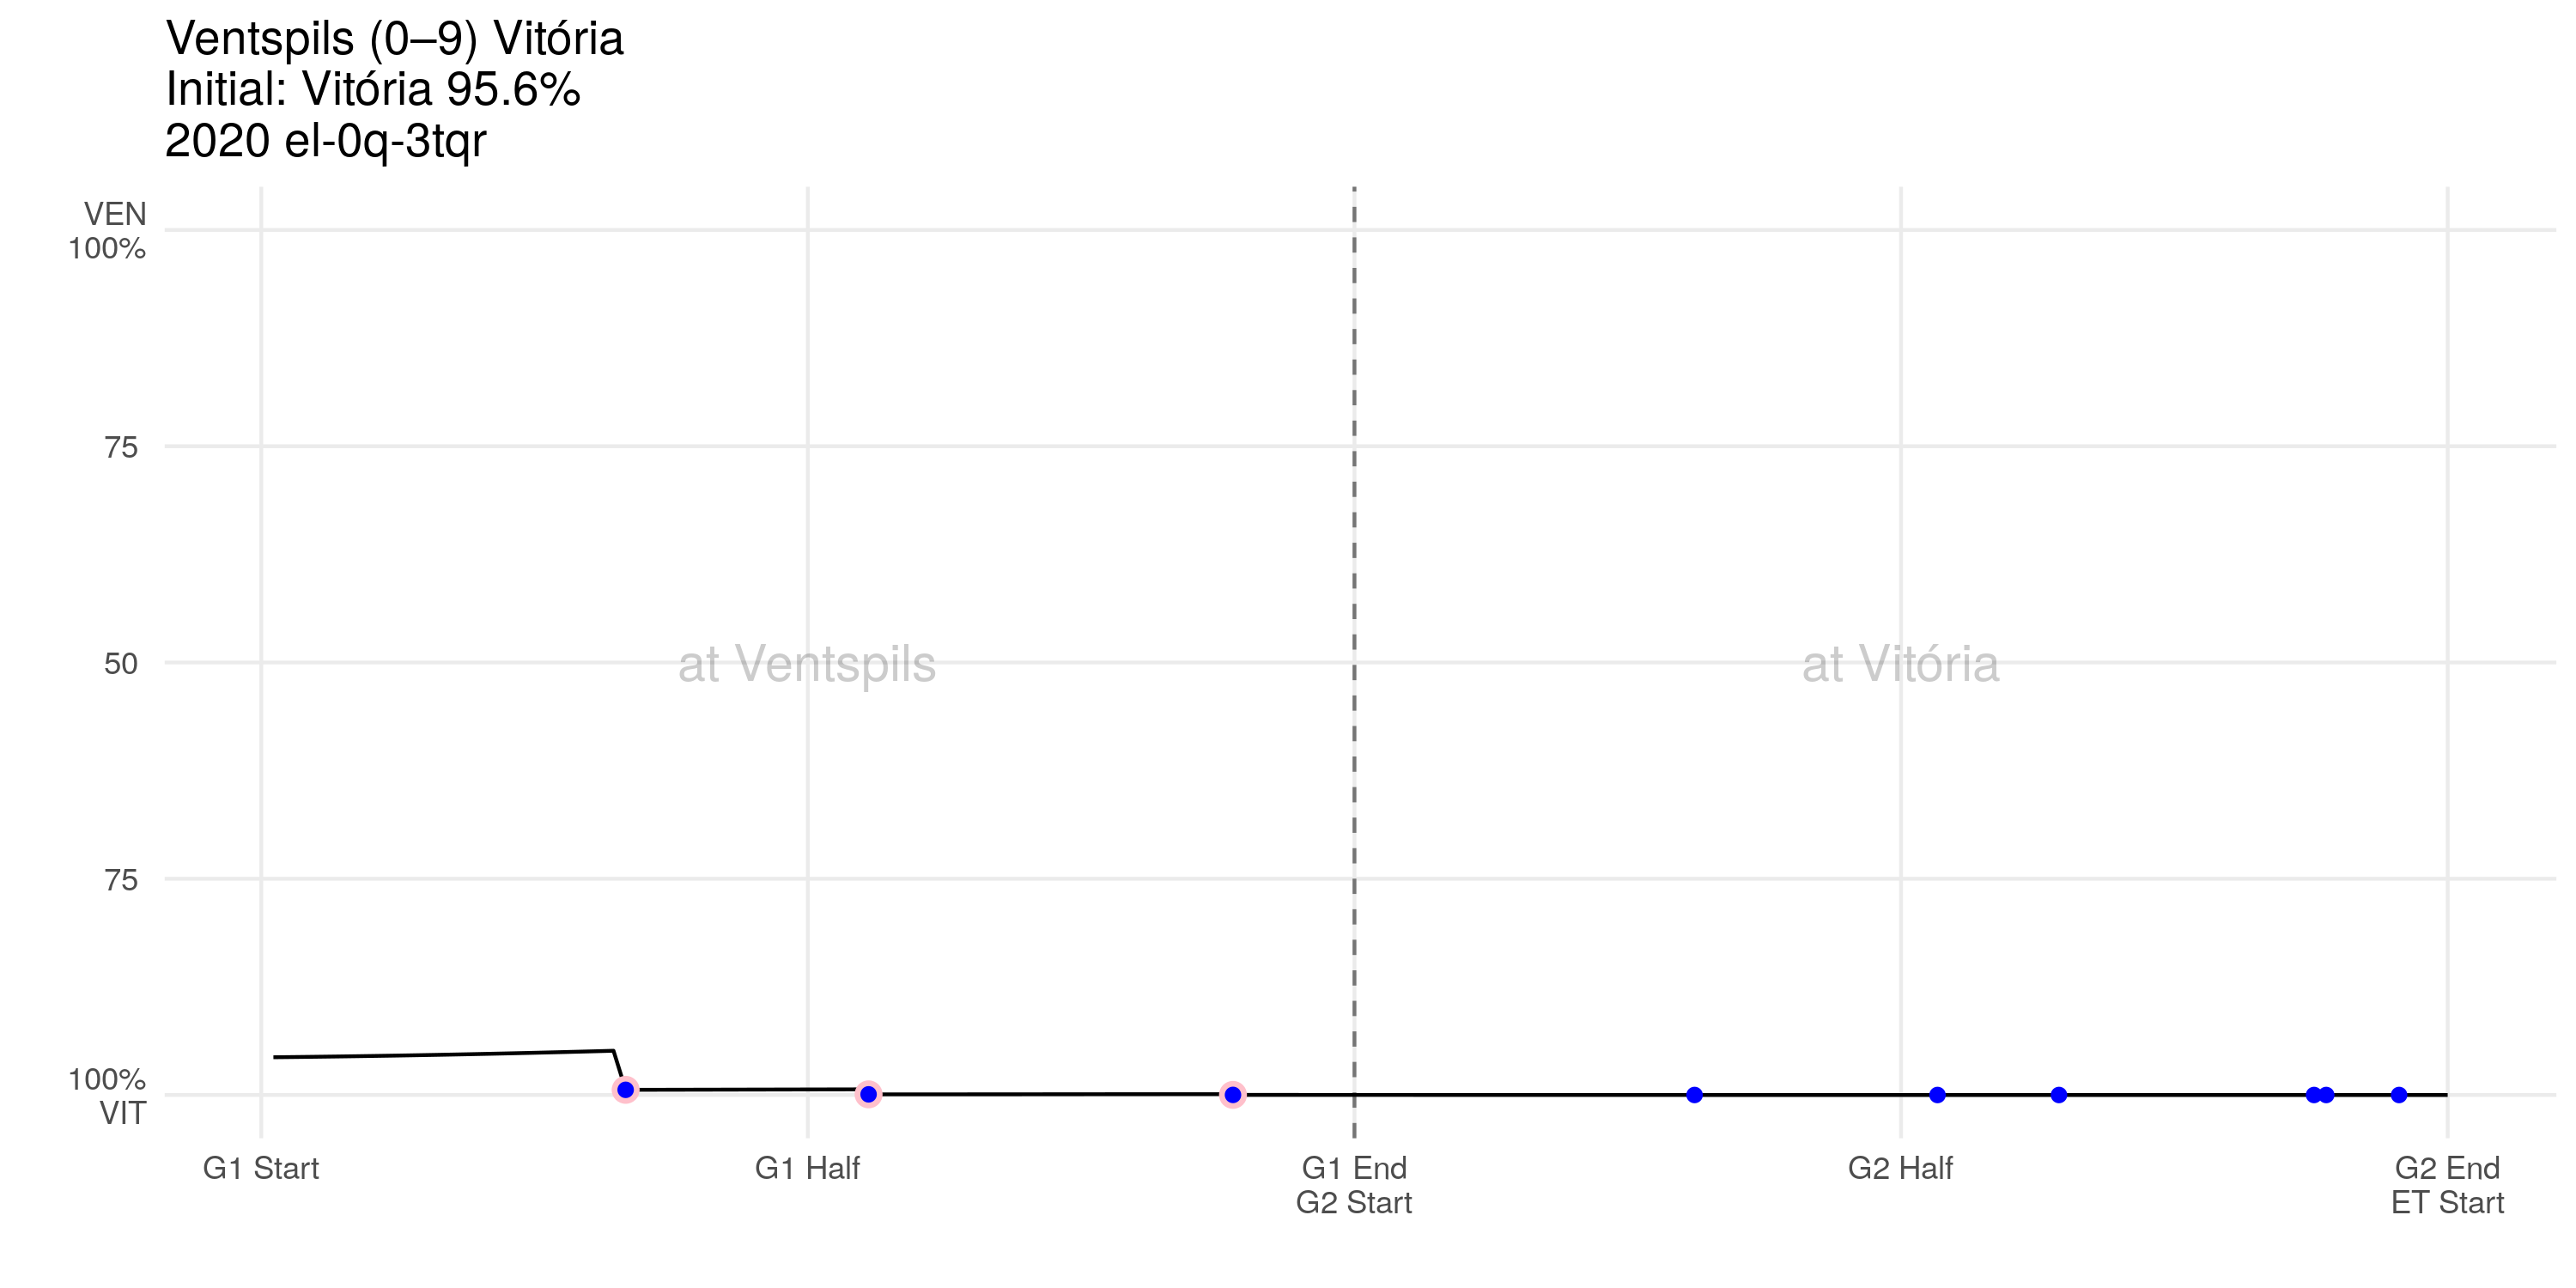 Ventspils (0–9) Vitória
Initial: Vitória 95.6%
2020 el-0q-3tqr
VEN
100%
75
50
75
100%
VIT
at Ventspils
at Vitória
G1 Start
G1 Half
G1 End
G2 Start
G2 Half
G2 End
ET Start